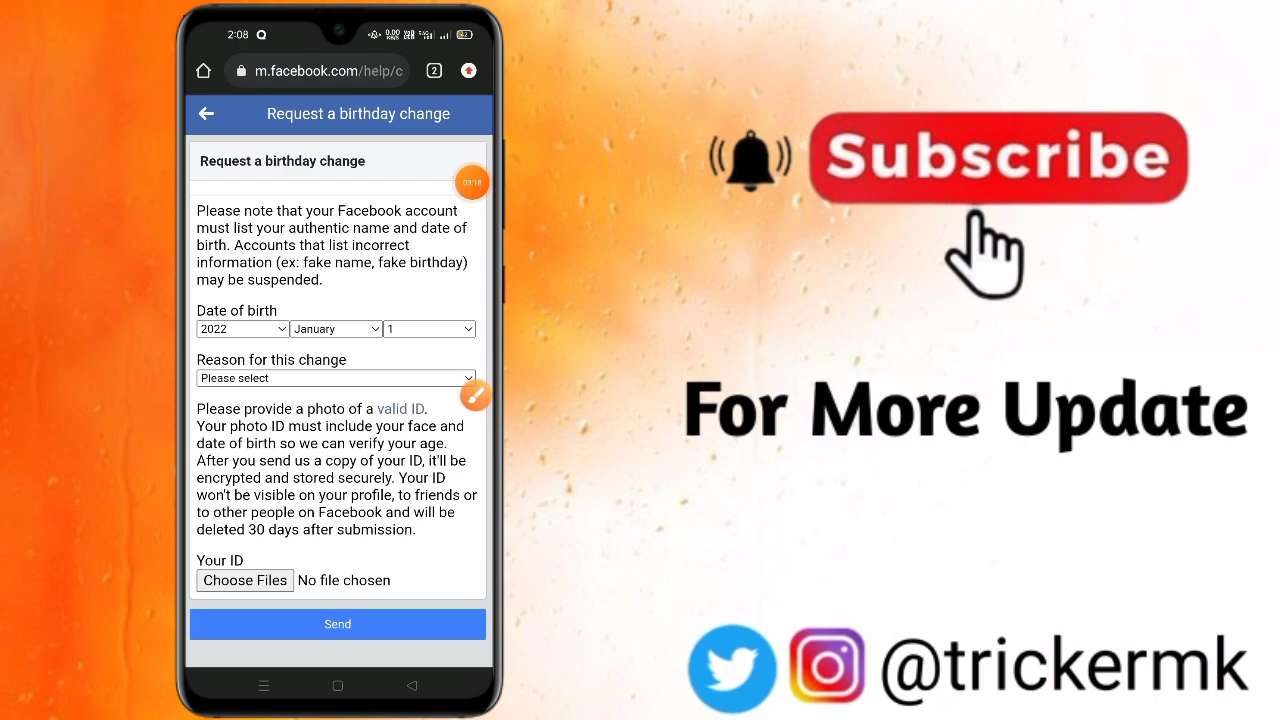 2:08
m.facebook.com/help/c
2
Request a birthday change
Request a birthday change
03:18
Please note that your Facebook account
must list your authentic name and date of
birth. Accounts that list incorrect
information (ex: fake name, fake birthday)
may be suspended.
Date of birth
2022 January 1
Reason for this change
Please select
Please provide a photo of a valid ID.
Your photo ID must include your face and
date of birth so we can verify your age.
After you send us a copy of your ID, it'll be
encrypted and stored securely. Your ID
won't be visible on your profile, to friends or
to other people on Facebook and will be
deleted 30 days after submission.
Your ID
Choose Files No file chosen
Send
Subscribe
For More Update
@trickermk